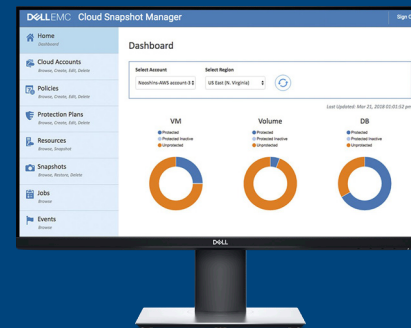 DELLEMC Cloud Snapshot Manager
Sign O
Home
Dashboard
Cloud Accounts
Browse, Create, Edit, Delete
Policies
Browse, Create, Edit, Delete
Protection Plans
Browse, Create, Edit, Delete
Resources
Browse, Snapshot
Snapshots
Browse, Restore, Delete
Jobs
Browse
Events
Browse
Dashboard
Select Account
Select Region
US East (N. Virginia)
Last Updated: Mar 21, 2018 01:01:52 pm
VM
Protected
Protected Inactive
Unprotected
Volume
Protected
Protected Inactive
Unprotected
DB
Protected
Protected Inactive
Unprotected
DELL